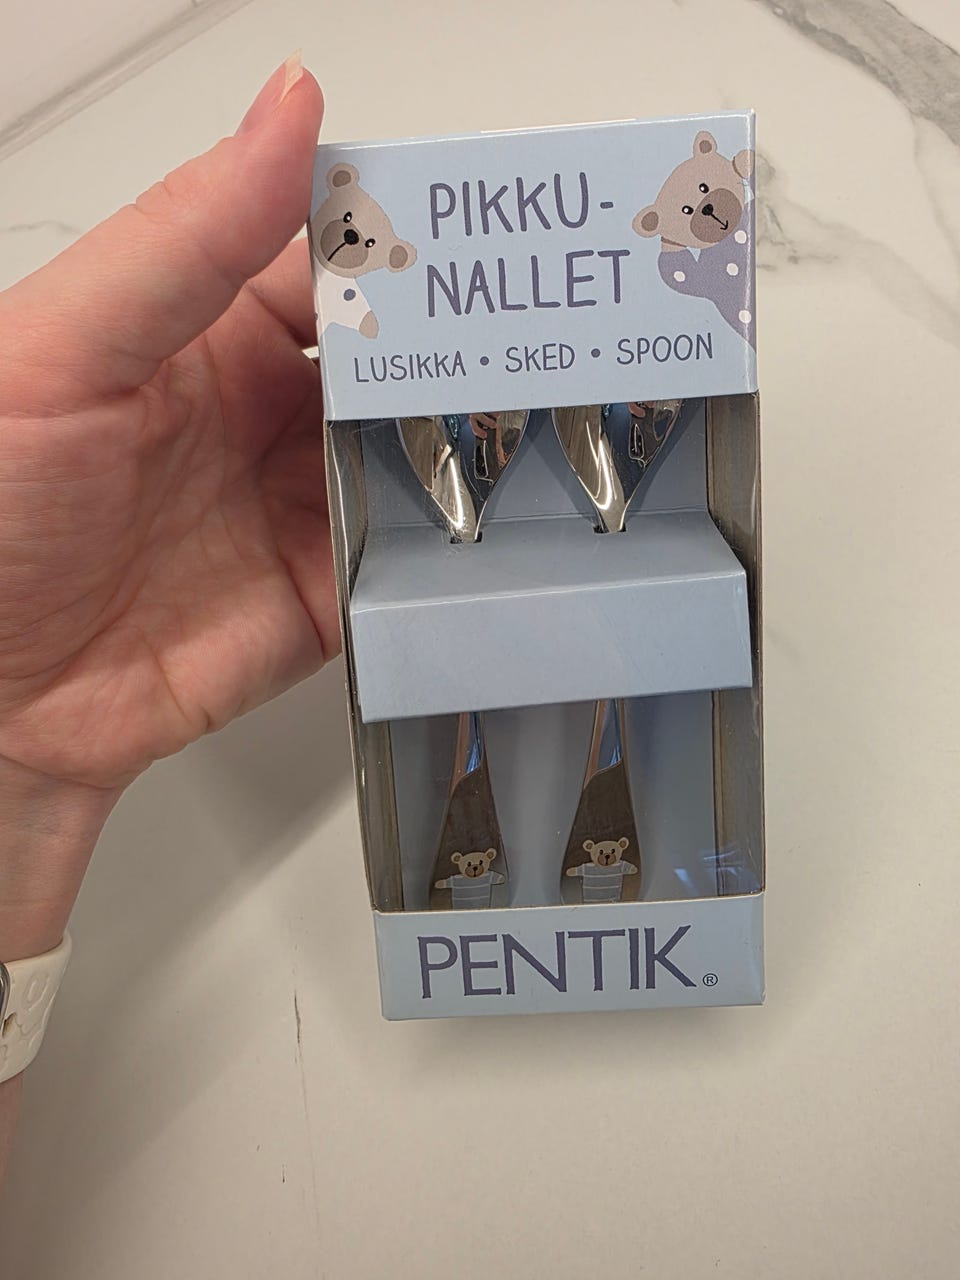 PIKKU-
NALLET
LUSIKKA • SKED • SPOON
PENTIK®